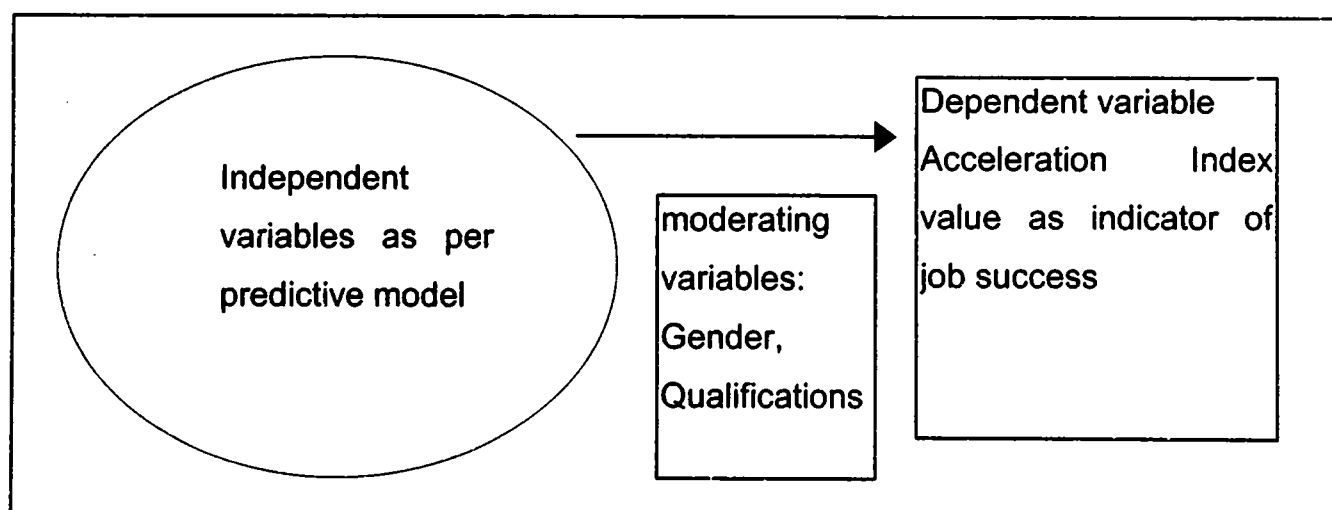 Independent
variables as per
predictive model
moderating
variables:
Gender,
Qualifications
Dependent variable
Acceleration Index
value as indicator of
job success